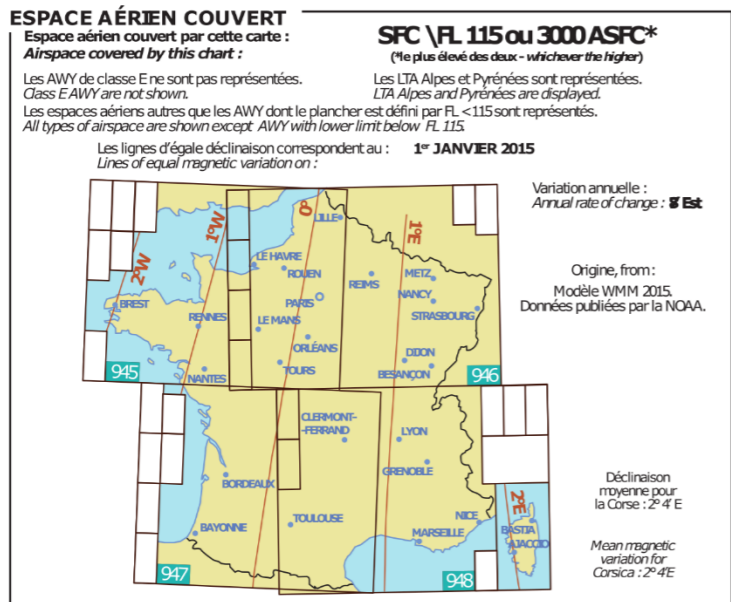 ESPACE AÉRIEN COUVERT
Espace aérien couvert par cette carte :
Airspace covered by this chart :
SFC \ FL 115 ou 3000 ASFC*
(*le plus élevé des deux - whichever the higher)
Les AWY de classe E ne sont pas représentées.
Class E AWY are not shown.
Les LTA Alpes et Pyrénées sont représentées.
LTA Alpes and Pyrénées are displayed.
Les espaces aériens autres que les AWY dont le plancher est défini par FL < 115 sont représentés.
All types of airspace are shown except AWY with lower limit below FL 115.
Les lignes d'égale déclinaison correspondent au : 1er JANVIER 2015
Lines of equal magnetic variation on :
Variation annuelle :
Annual rate of change : 8' Est
Origine, from :
Modèle WMM 2015.
Données publiées par la NOAA.
2°W
1°W
0°
1°E
LILLE
LE HAVRE
ROUEN
REIMS
METZ
PARIS
NANCY
BREST
STRASBOURG
RENNES
LE MANS
ORLÉANS
TOURS
DIJON
BESANÇON
NANTES
945
946
CLERMONT-
-FERRAND
LYON
GRENOBLE
BORDEAUX
TOULOUSE
BAYONNE
NICE
MARSEILLE
2°E
BASTIA
AJACCIO
947
948
Déclinaison
moyenne pour
la Corse : 2° 4' E
Mean magnetic
variation for
Corsica : 2° 4'E